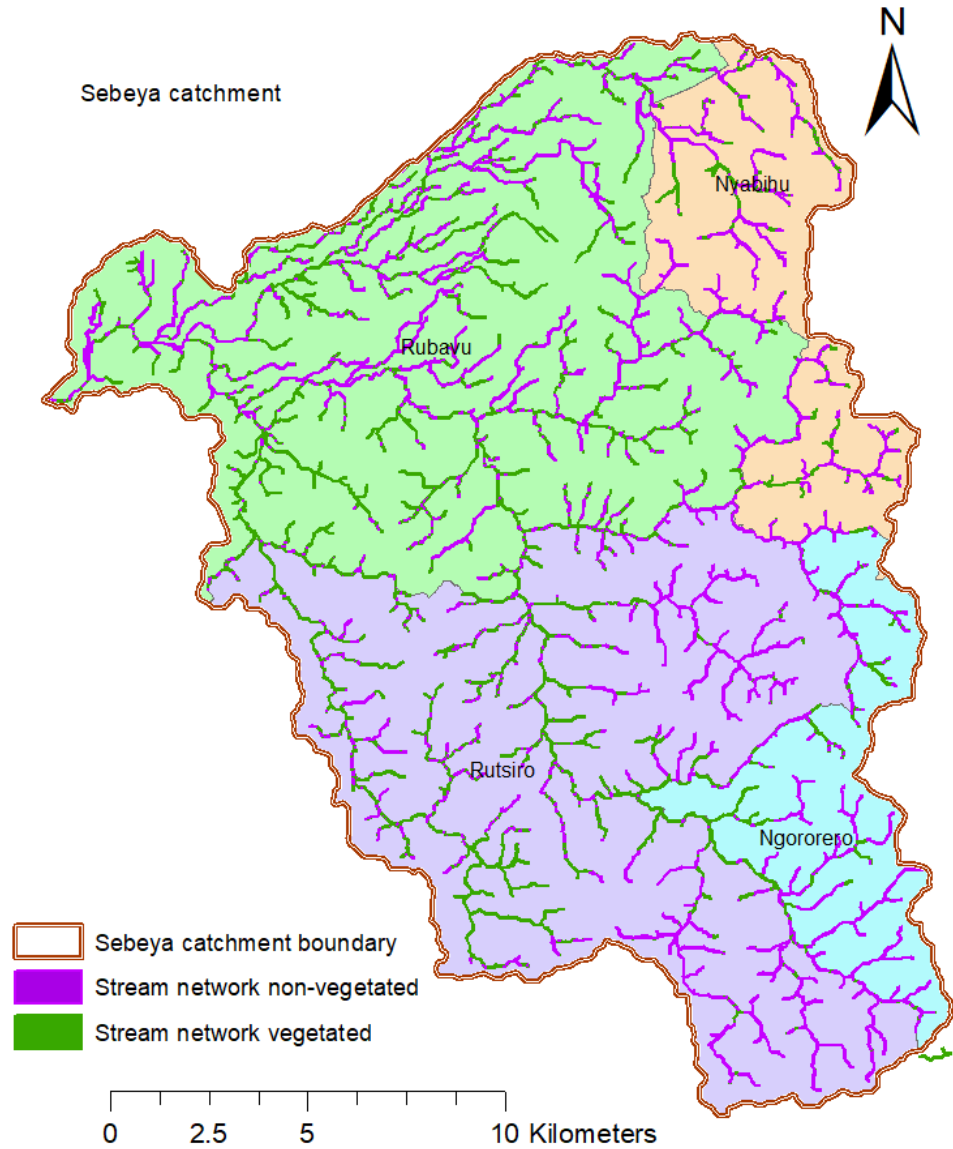 N
Sebeya catchment
Nyabihu
Rubavu
Rutsiro
Ngororero
Sebeya catchment boundary
Stream network non-vegetated
Stream network vegetated
0 2.5 5 10 Kilometers